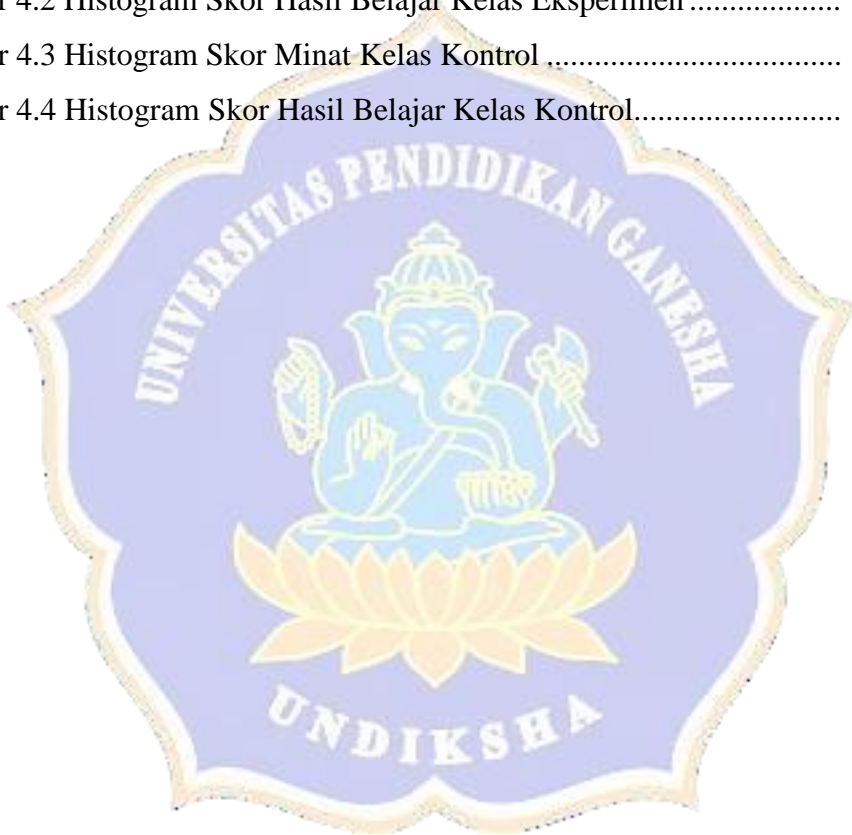 r 4.2 Histogram Skor Hasil Belajar Kelas Eksperimen ..................
r 4.3 Histogram Skor Minat Kelas Kontrol ....................................
r 4.4 Histogram Skor Hasil Belajar Kelas Kontrol.........................
UNIVERSITAS PENDIDIKAN GANESHA
UNDIKSHA